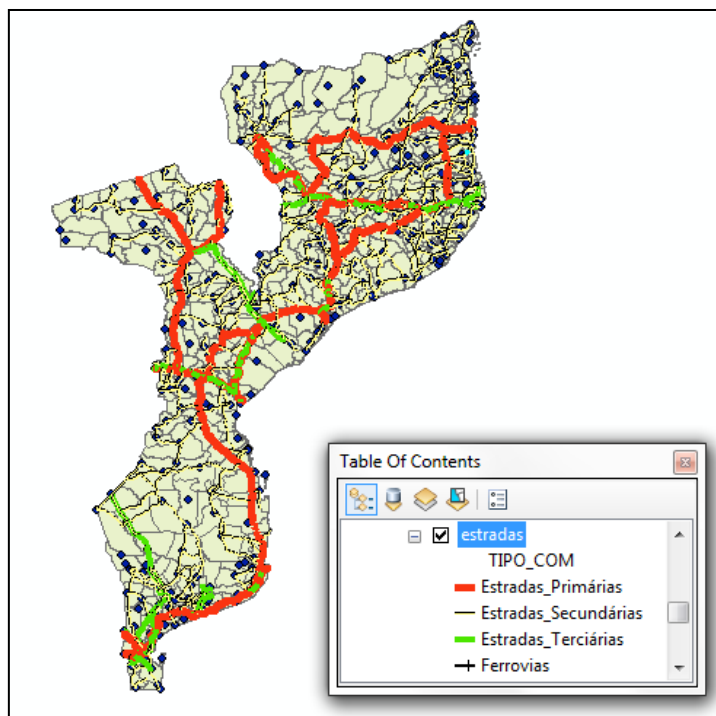 Table Of Contents
estradas
TIPO_COM
Estradas_Primárias
Estradas_Secundárias
Estradas_Terciárias
Ferrovias